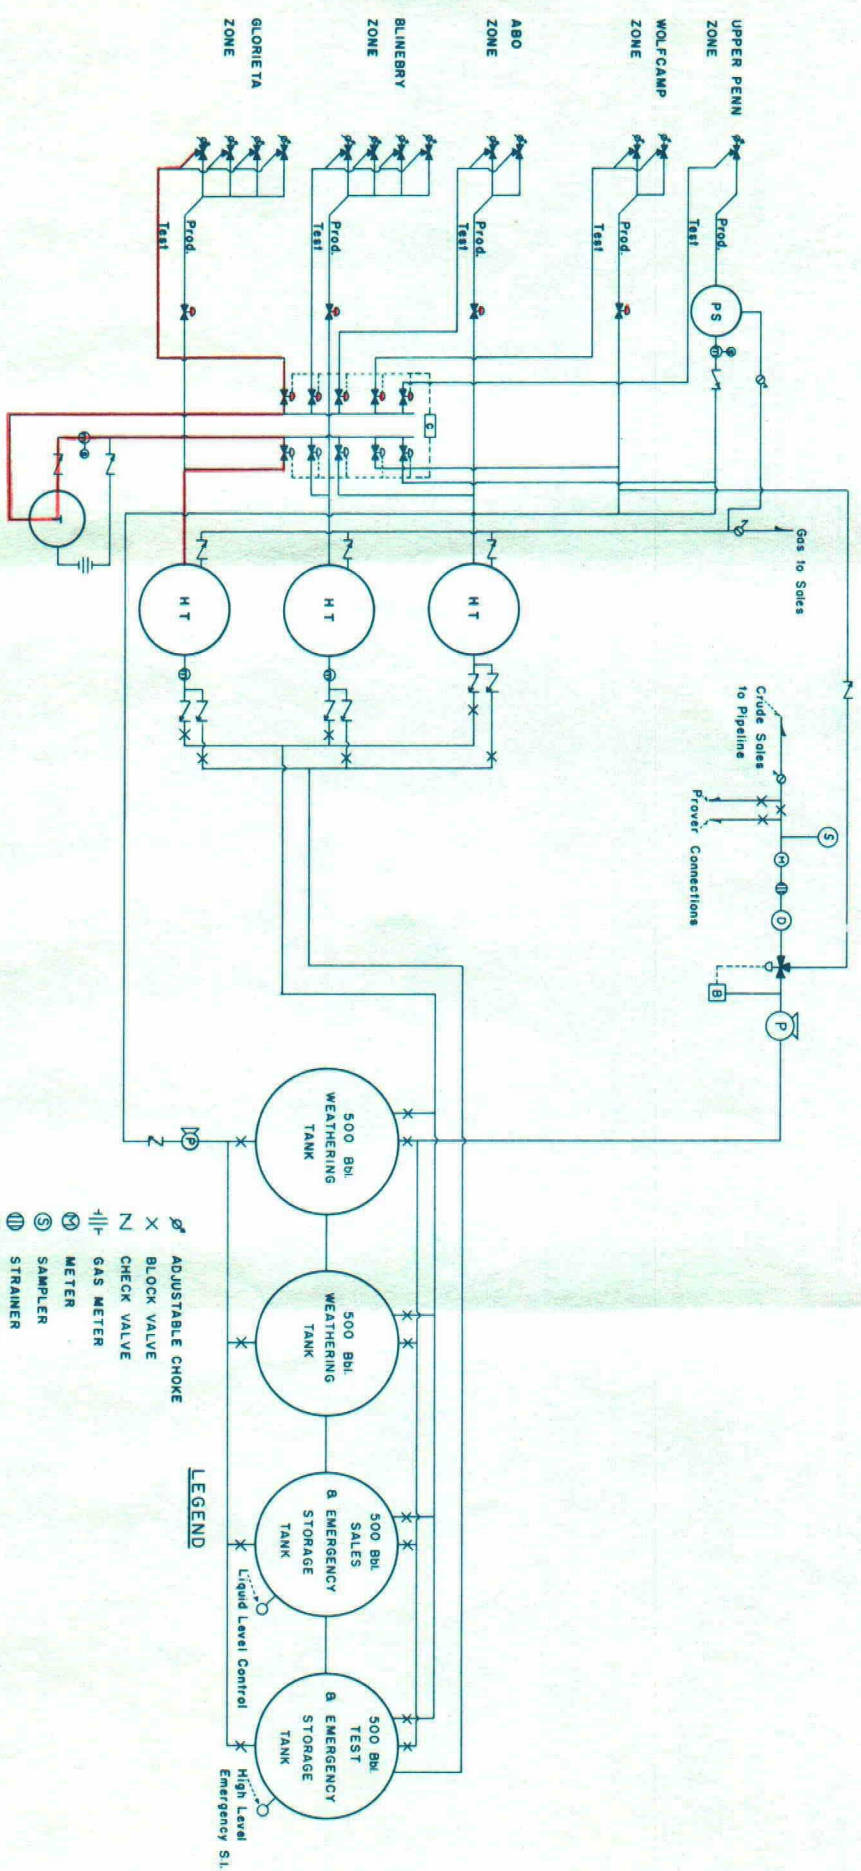 UPPER PENN
ZONE
WOLFCAMP
ZONE
ABO
ZONE
BLINEBRY
ZONE
GLORIETA
ZONE
Prod.
Test
Prod.
Test
Prod.
Test
Prod.
Test
Prod.
Test
PS
M
C
M
T
Gas to Sales
H T
H T
H T
M
M
Crude Sales
to Pipeline
Prover Connections
S
M
D
B
P
500 Bbl.
WEATHERING
TANK
500 Bbl.
WEATHERING
TANK
500 Bbl.
SALES
& EMERGENCY
STORAGE
TANK
500 Bbl.
TEST
& EMERGENCY
STORAGE
TANK
P
Liquid Level Control
High Level
Emergency S.I.
LEGEND
ADJUSTABLE CHOKE
BLOCK VALVE
CHECK VALVE
GAS METER
M METER
S SAMPLER
STRAINER